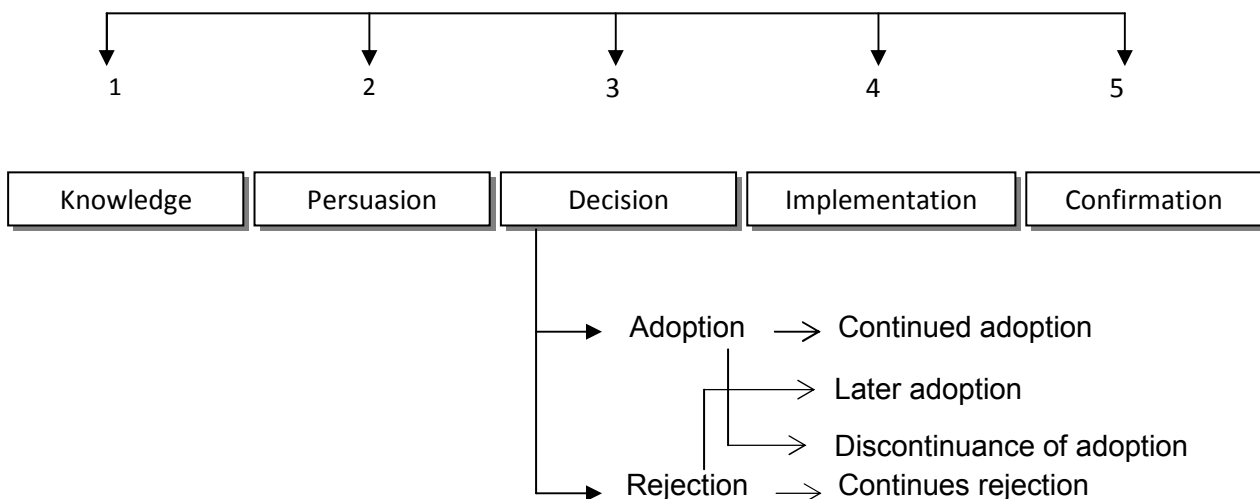 1 2 3 4 5
Knowledge Persuasion Decision Implementation Confirmation
Adoption Continued adoption
Later adoption
Discontinuance of adoption
Rejection Continues rejection